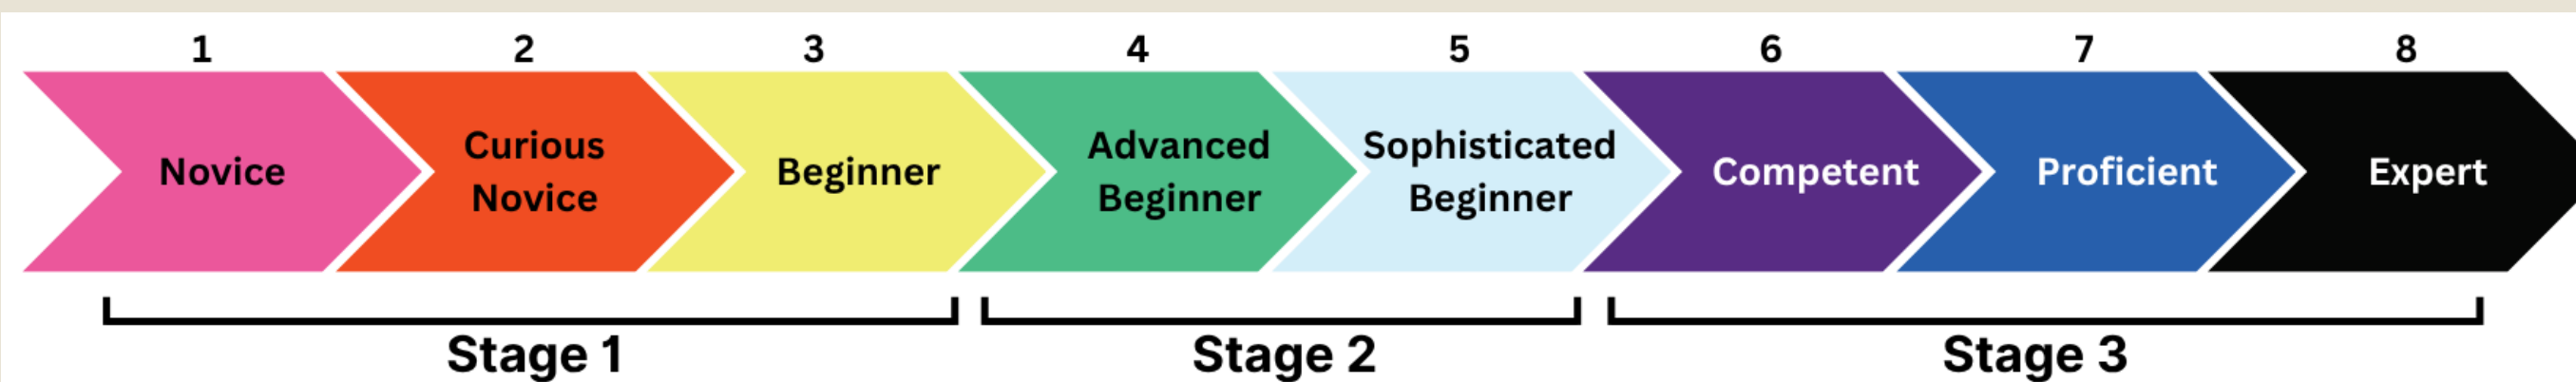 1
2
3
4
5
6
7
8
Novice
Curious
Novice
Beginner
Advanced
Beginner
Sophisticated
Beginner
Competent
Proficient
Expert
Stage 1
Stage 2
Stage 3